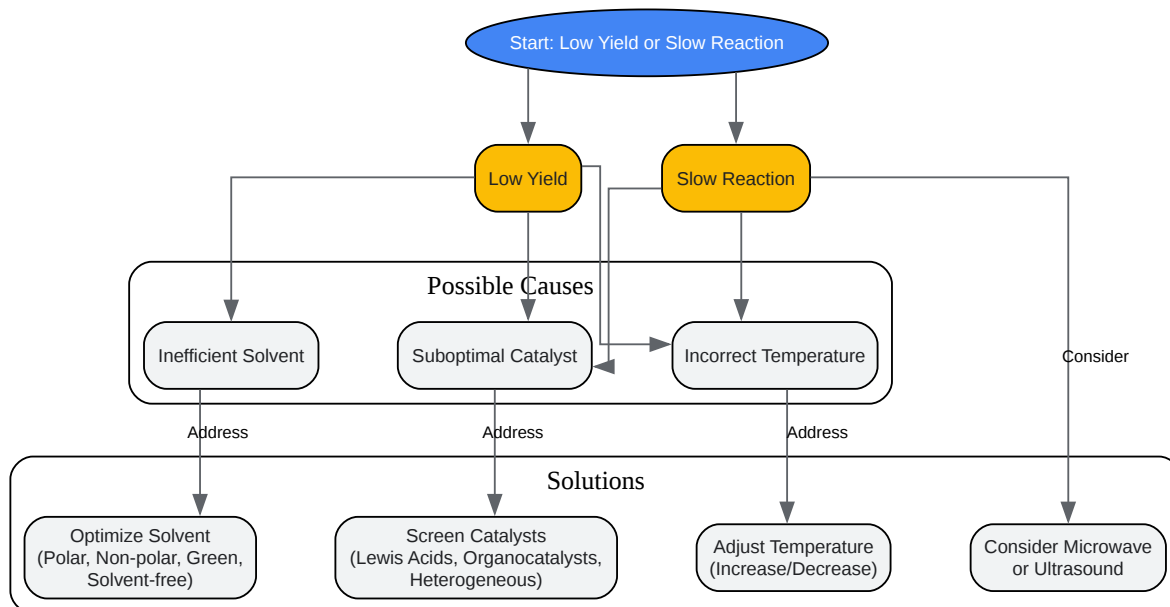 Start: Low Yield or Slow Reaction
Low Yield
Slow Reaction
Possible Causes
Inefficient Solvent
Suboptimal Catalyst
Incorrect Temperature
Consider
Address
Address
Address
Solutions
Optimize Solvent
(Polar, Non-polar, Green,
Solvent-free)
Screen Catalysts
(Lewis Acids, Organocatalysts,
Heterogeneous)
Adjust Temperature
(Increase/Decrease)
Consider Microwave
or Ultrasound